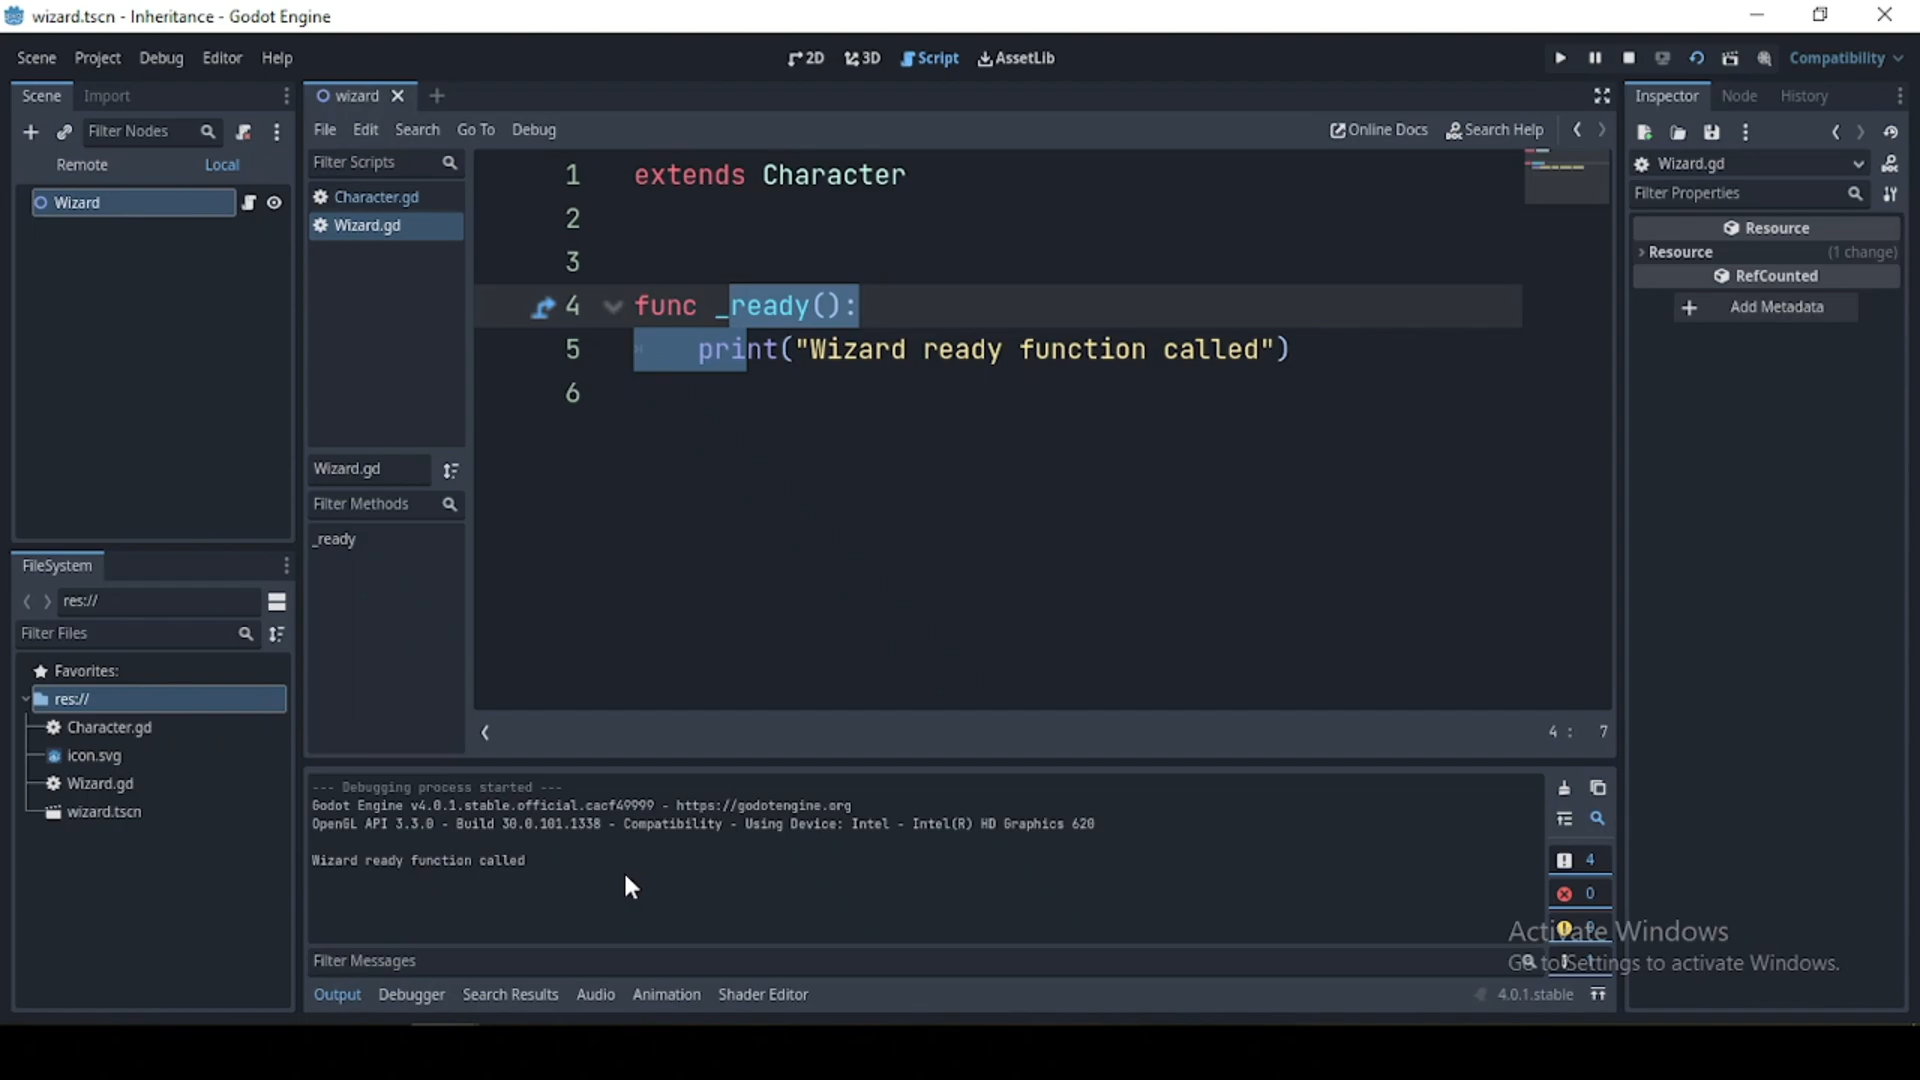 wizard.tscn - Inheritance - Godot Engine
Scene Project Debug Editor Help
2D 3D Script AssetLib
Compatibility
Scene Import
wizard
Inspector Node History
Filter Nodes
File Edit Search Go To Debug
Online Docs Search Help
Remote Local
Filter Scripts
Wizard.gd
Wizard
Character.gd
Wizard.gd
Filter Properties
Resource
Resource (1 change)
RefCounted
Add Metadata
1 extends Character
2
3
4 func _ready():
5 print("Wizard ready function called")
6
Wizard.gd
Filter Methods
_ready
4 : 7
FileSystem
res://
Filter Files
Favorites:
res://
Character.gd
icon.svg
Wizard.gd
wizard.tscn
--- Debugging process started ---
Godot Engine v4.0.1.stable.official.cacf49999 - https://godotengine.org
OpenGL API 3.3.0 - Build 30.0.101.1338 - Compatibility - Using Device: Intel - Intel(R) HD Graphics 620
Wizard ready function called
4
0
Filter Messages
Output Debugger Search Results Audio Animation Shader Editor
4.0.1.stable
Activate Windows
Go to Settings to activate Windows.